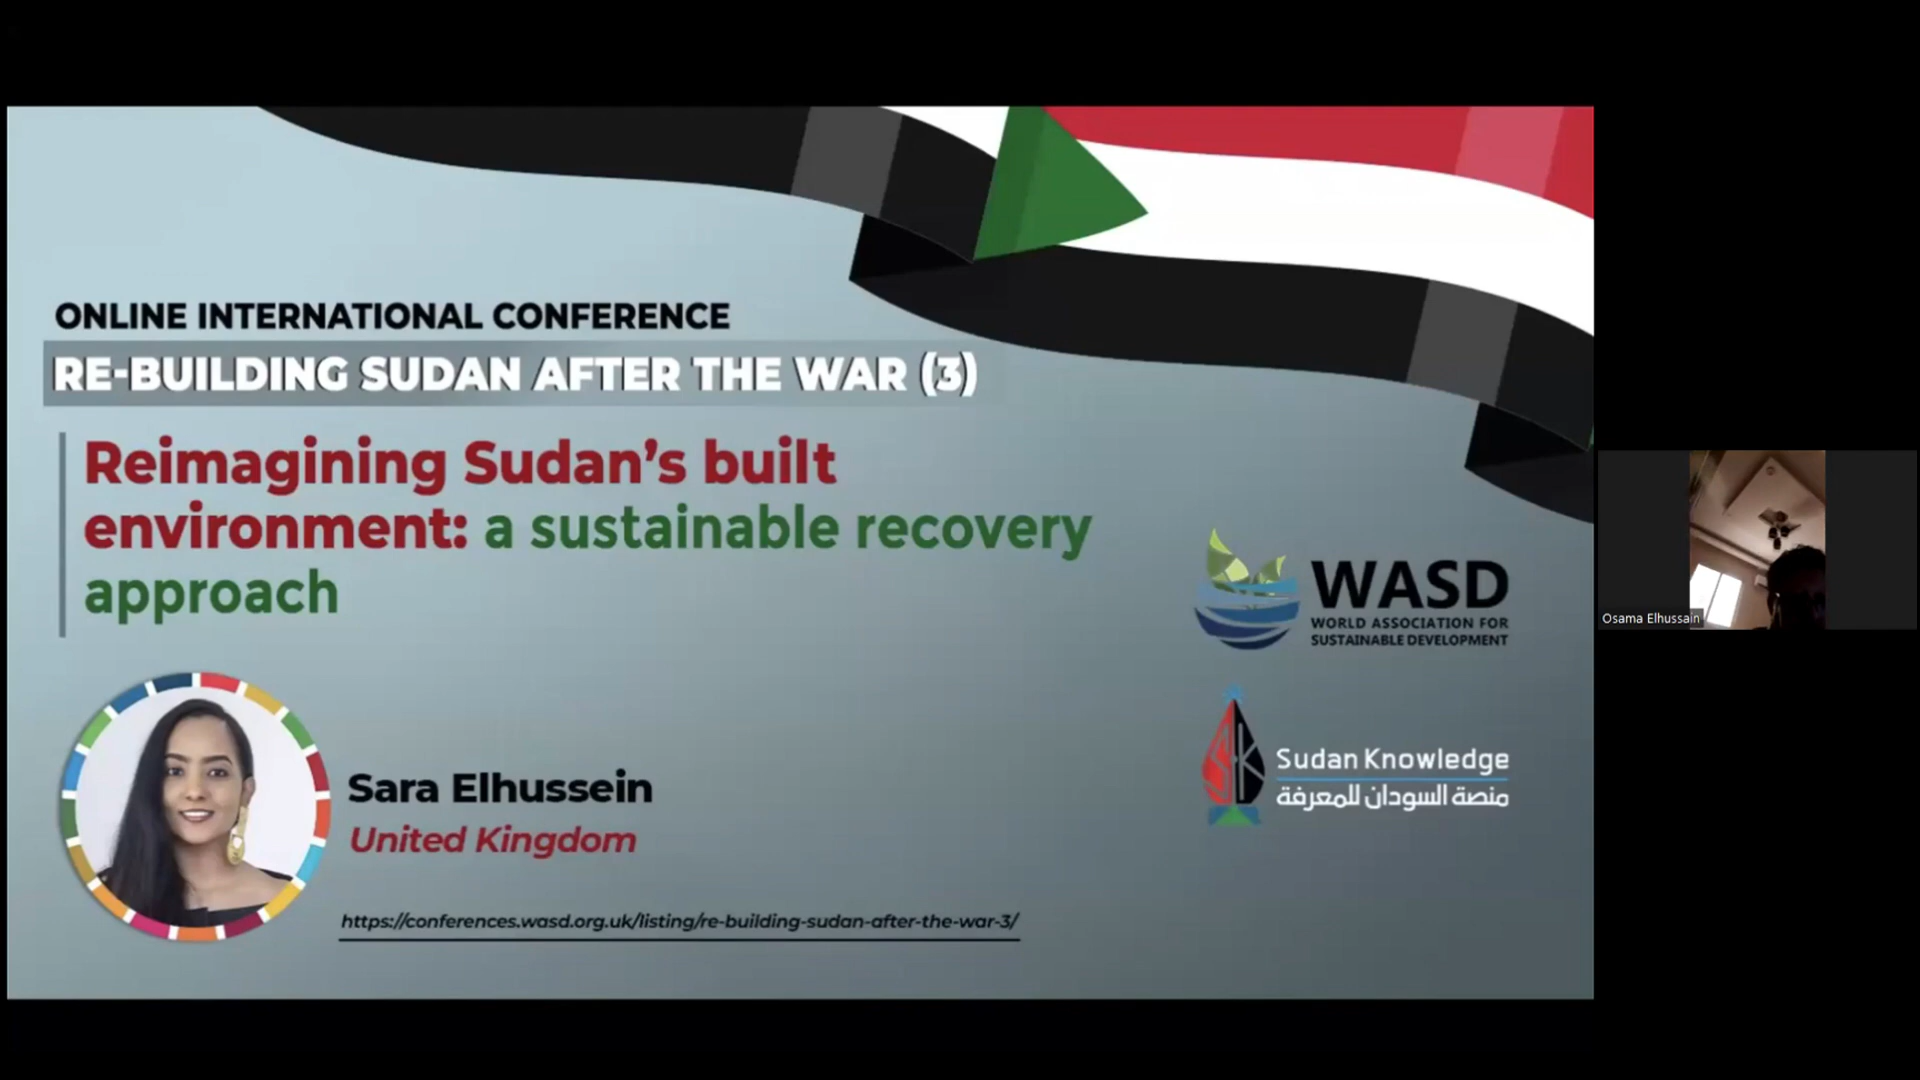 ONLINE INTERNATIONAL CONFERENCE
RE-BUILDING SUDAN AFTER THE WAR (3)
Reimagining Sudan’s built
environment: a sustainable recovery
approach
WASD
WORLD ASSOCIATION FOR
SUSTAINABLE DEVELOPMENT
SK
Sudan Knowledge
منصة السودان للمعرفة
Sara Elhussein
United Kingdom
https://conferences.wasd.org.uk/listing/re-building-sudan-after-the-war-3/
Osama Elhussain